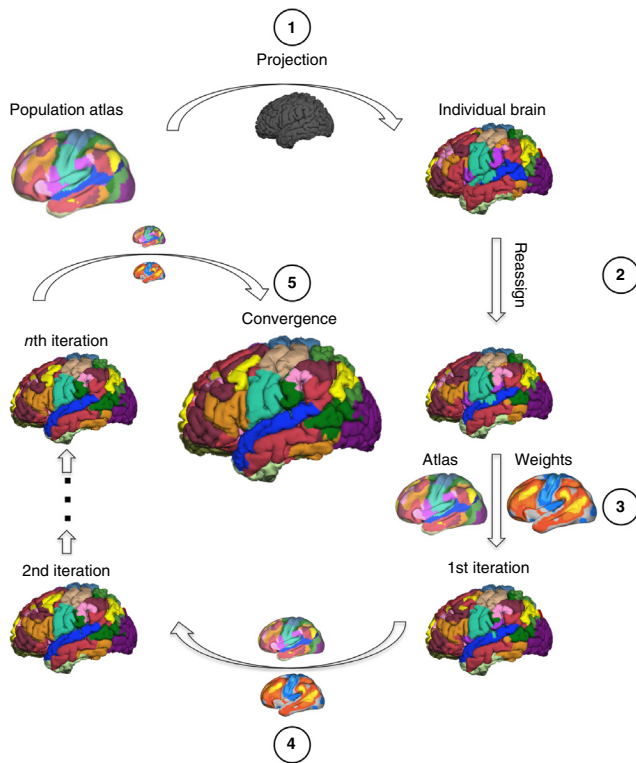 1
Projection
Population atlas
Individual brain
Reassign
2
5
Convergence
nth iteration
Atlas
Weights
3
2nd iteration
1st iteration
4